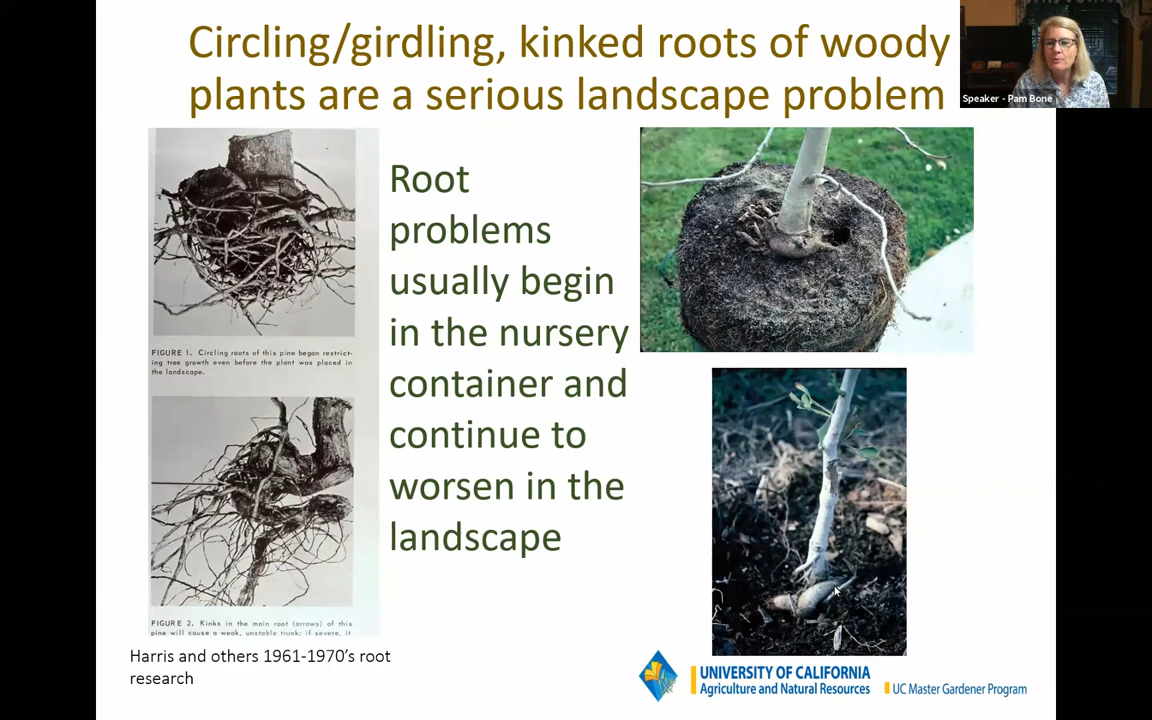 Circling/girdling, kinked roots of woody
plants are a serious landscape problem
Speaker - Pam Bone
Root
problems
usually begin
in the nursery
container and
continue to
worsen in the
landscape
FIGURE 1. Circling roots of this pine began restrict-
ing tree growth even before the plant was placed in
the landscape.
FIGURE 2. Kinks in the main root (arrows) of this
pine will cause a weak, unstable trunk; if severe, it
Harris and others 1961-1970's root
research
UNIVERSITY OF CALIFORNIA
Agriculture and Natural Resources
UC Master Gardener Program